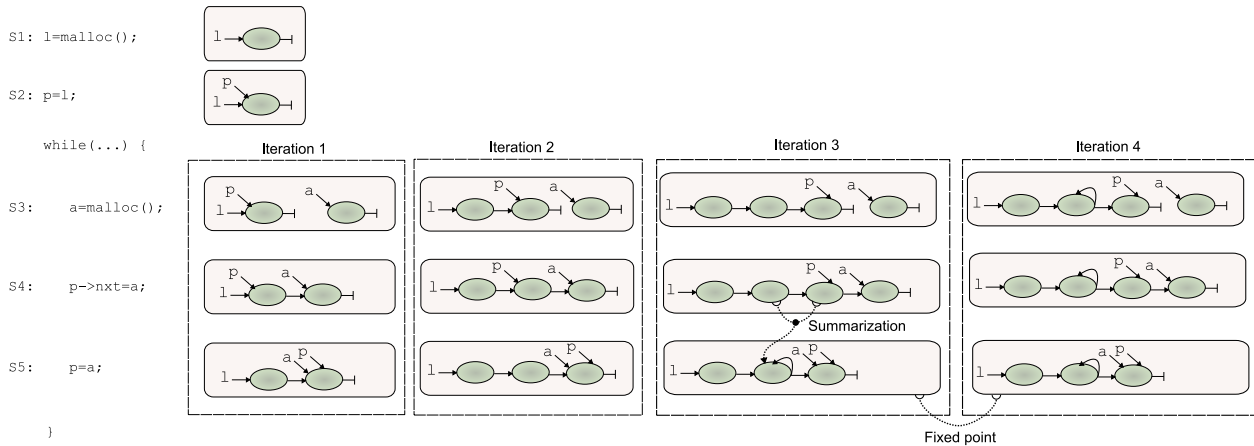 S1: l=malloc();
l
S2: p=l;
p
l
while(...) {
Iteration 1
Iteration 2
Iteration 3
Iteration 4
S3: a=malloc();
p
a
l
p
a
l
p
a
l
p
a
l
S4: p->nxt=a;
p
a
l
p
a
l
p
a
l
p
a
l
Summarization
S5: p=a;
a
p
l
a
p
l
a
p
l
a
p
l
}
Fixed point